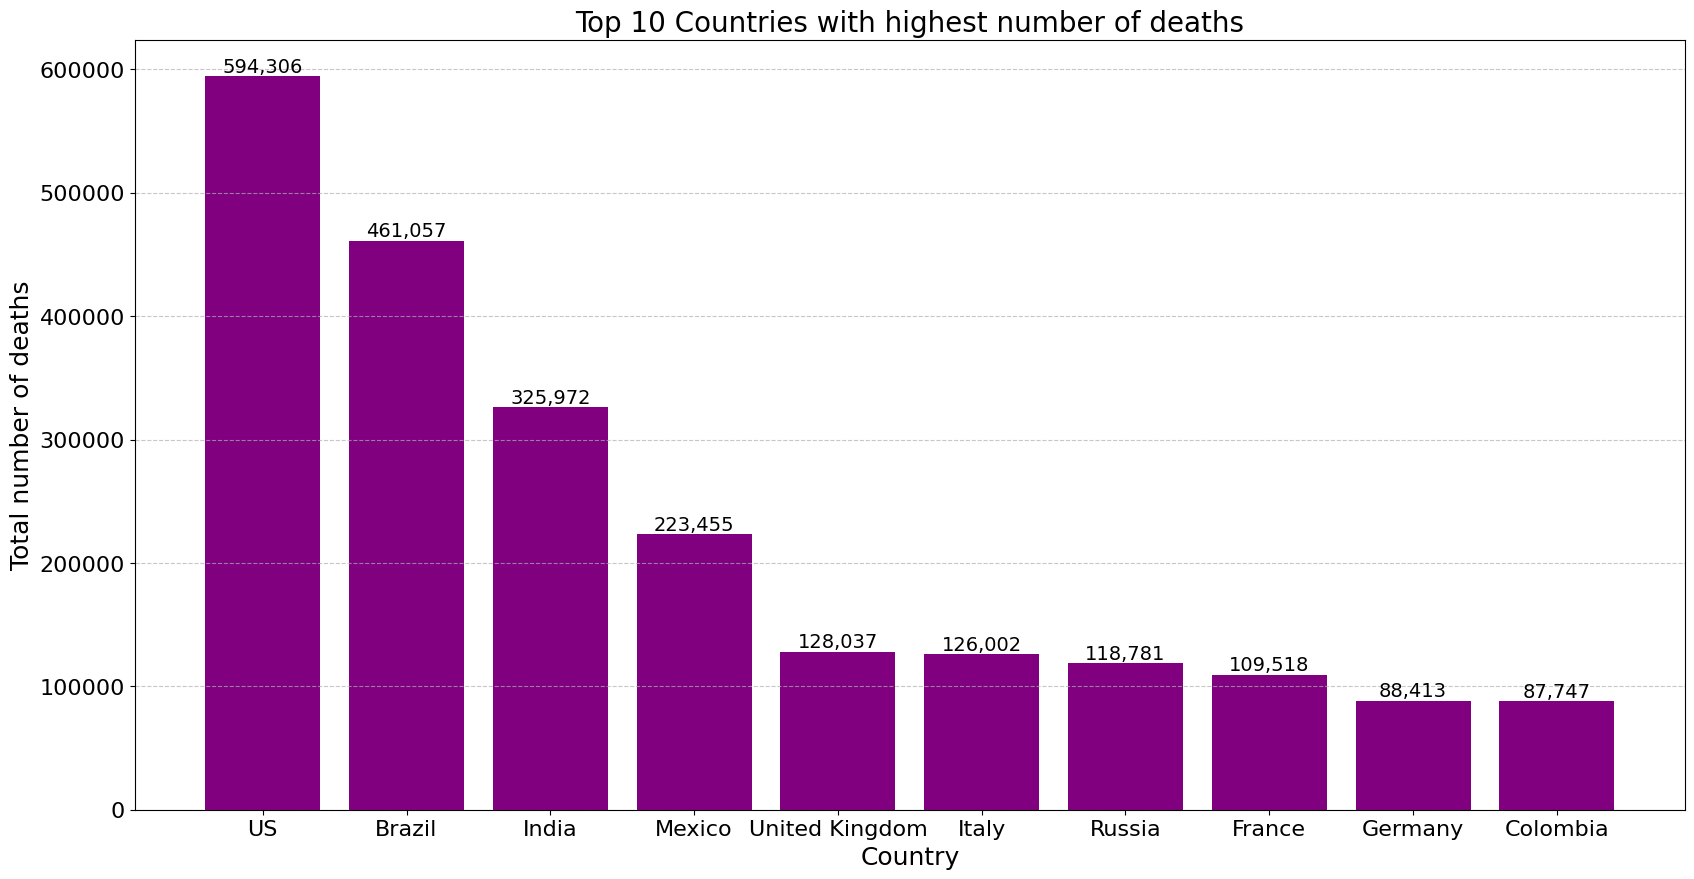 Top 10 Countries with highest number of deaths
Total number of deaths
600000
500000
400000
300000
200000
100000
0
594,306
461,057
325,972
223,455
128,037
126,002
118,781
109,518
88,413
87,747
US
Brazil
India
Mexico
United Kingdom
Italy
Russia
France
Germany
Colombia
Country